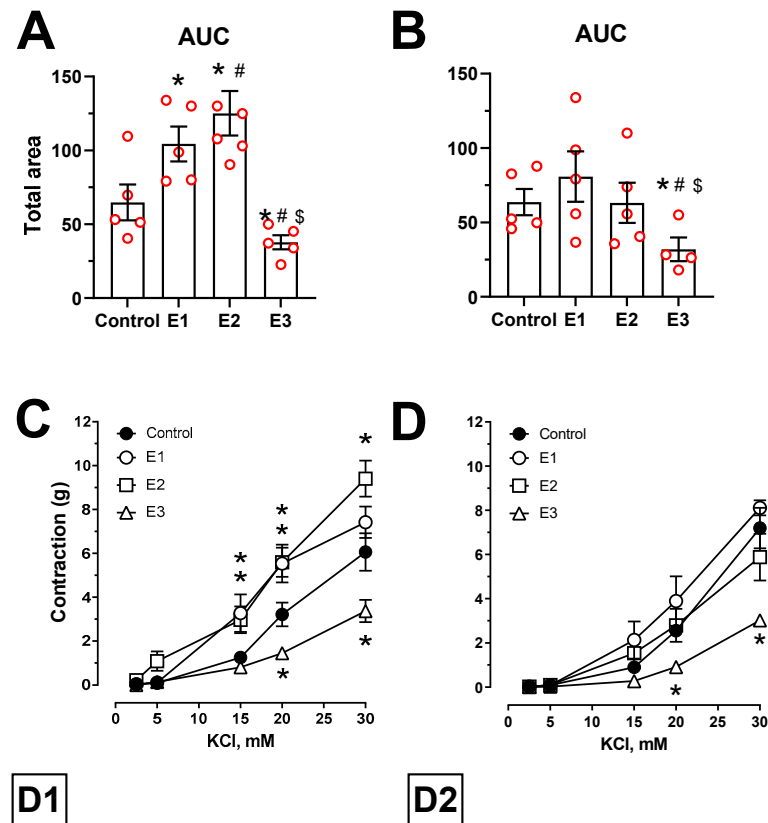 A
AUC
150
100
50
0
Total area
*
* #
* # $
Control E1 E2 E3
B
AUC
150
100
50
0
* # $
Control E1 E2 E3
C
12
10
8
6
4
2
0
Contraction (g)
Control
E1
E2
E3
*
*
*
*
*
*
*
0 5 10 15 20 25 30
KCl, mM
D
12
10
8
6
4
2
0
Control
E1
E2
E3
*
*
0 5 10 15 20 25 30
KCl, mM
D1
D2